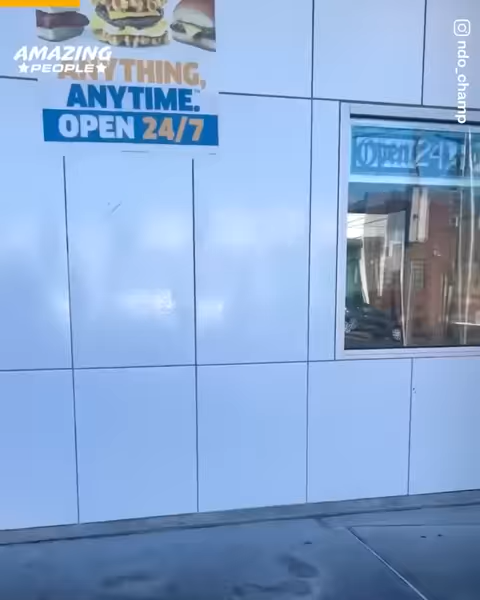 AMAZING
★PEOPLE★
ANYTHING,
ANYTIME.
OPEN 24/7
Open 24
ndo_champ